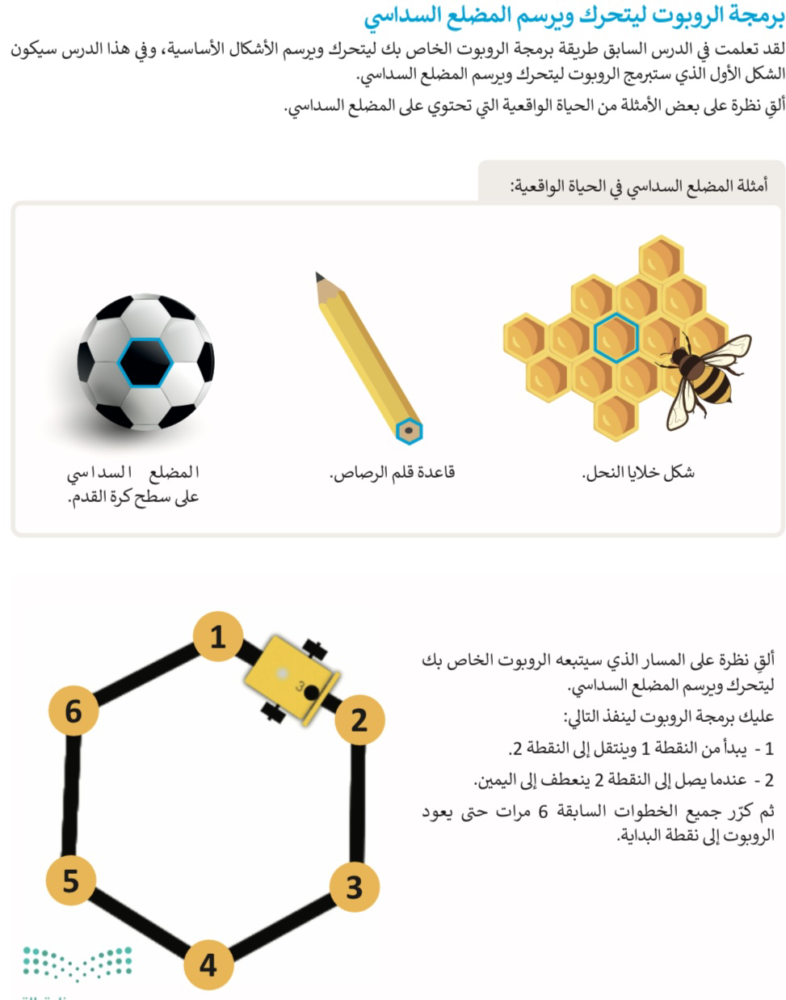 برمجة الروبوت ليتحرك ويرسم المضلع السداسي
لقد تعلمت في الدرس السابق طريقة برمجة الروبوت الخاص بك ليتحرك ويرسم الأشكال الأساسية، وفي هذا الدرس سيكون
الشكل الأول الذي ستبرمج الروبوت ليتحرك ويرسم المضلع السداسي.
ألقِ نظرة على بعض الأمثلة من الحياة الواقعية التي تحتوي على المضلع السداسي.
أمثلة المضلع السداسي في الحياة الواقعية:
شكل خلايا النحل.
قاعدة قلم الرصاص.
المضلع السداسي
على سطح كرة القدم.
ألقِ نظرة على المسار الذي سيتبعه الروبوت الخاص بك
ليتحرك ويرسم المضلع السداسي.
عليك برمجة الروبوت لينفذ التالي:
1 - يبدأ من النقطة 1 وينتقل إلى النقطة 2.
2 - عندما يصل إلى النقطة 2 ينعطف إلى اليمين.
ثم كرّر جميع الخطوات السابقة 6 مرات حتى يعود
الروبوت إلى نقطة البداية.
1
3
2
6
3
5
4